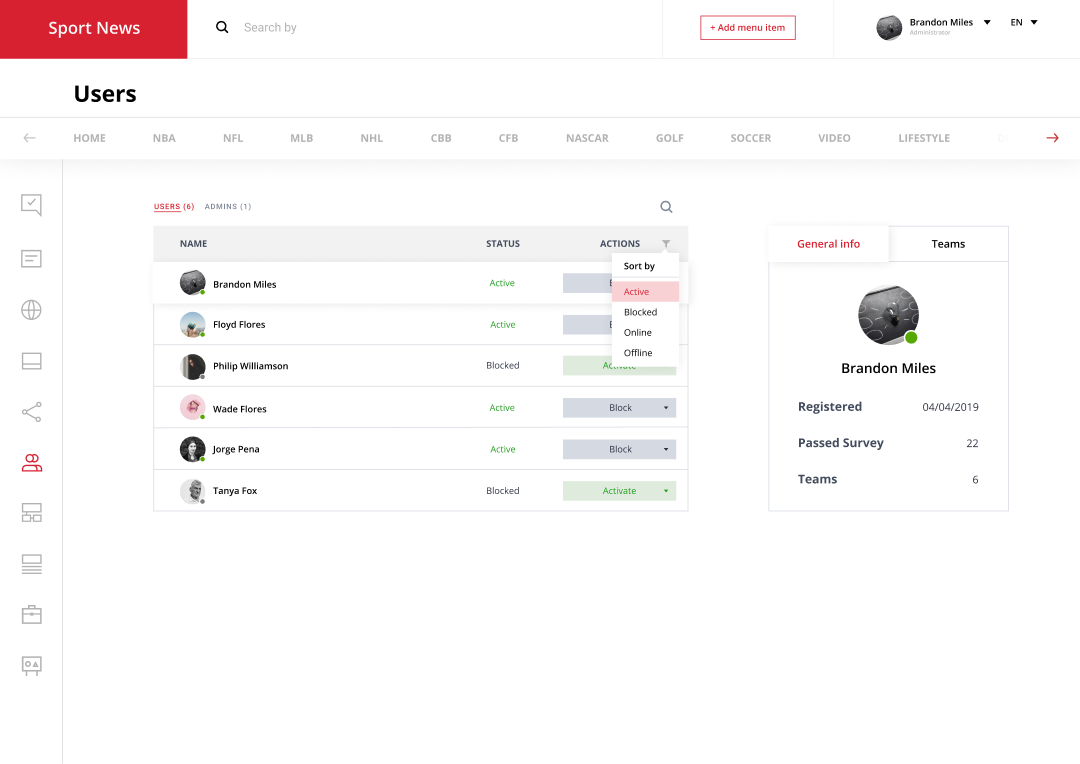 Sport News
Search by
+ Add menu item
Brandon Miles
Administrator
EN
Users
HOME NBA NFL MLB NHL CBB CFB NASCAR GOLF SOCCER VIDEO LIFESTYLE
USERS (6) ADMINS (1)
NAME STATUS ACTIONS
Sort by
Active
Blocked
Online
Offline
Brandon Miles Active
Floyd Flores Active
Philip Williamson Blocked Activate
Wade Flores Active Block
Jorge Pena Active Block
Tanya Fox Blocked Activate
General info Teams
Brandon Miles
Registered 04/04/2019
Passed Survey 22
Teams 6